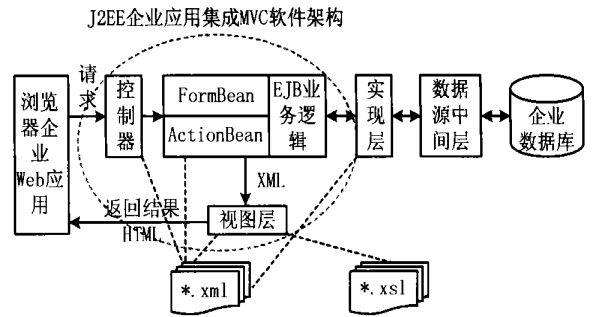 J2EE企业应用集成MVC软件架构
请
求
浏览
器企
业
Web应
用
控
制
器
FormBean
ActionBean
EJB业
务逻
辑
实
现
层
数据
源中
间层
企业
数据库
XML
返回结果
HTML
视图层
*.xml
*.xsl